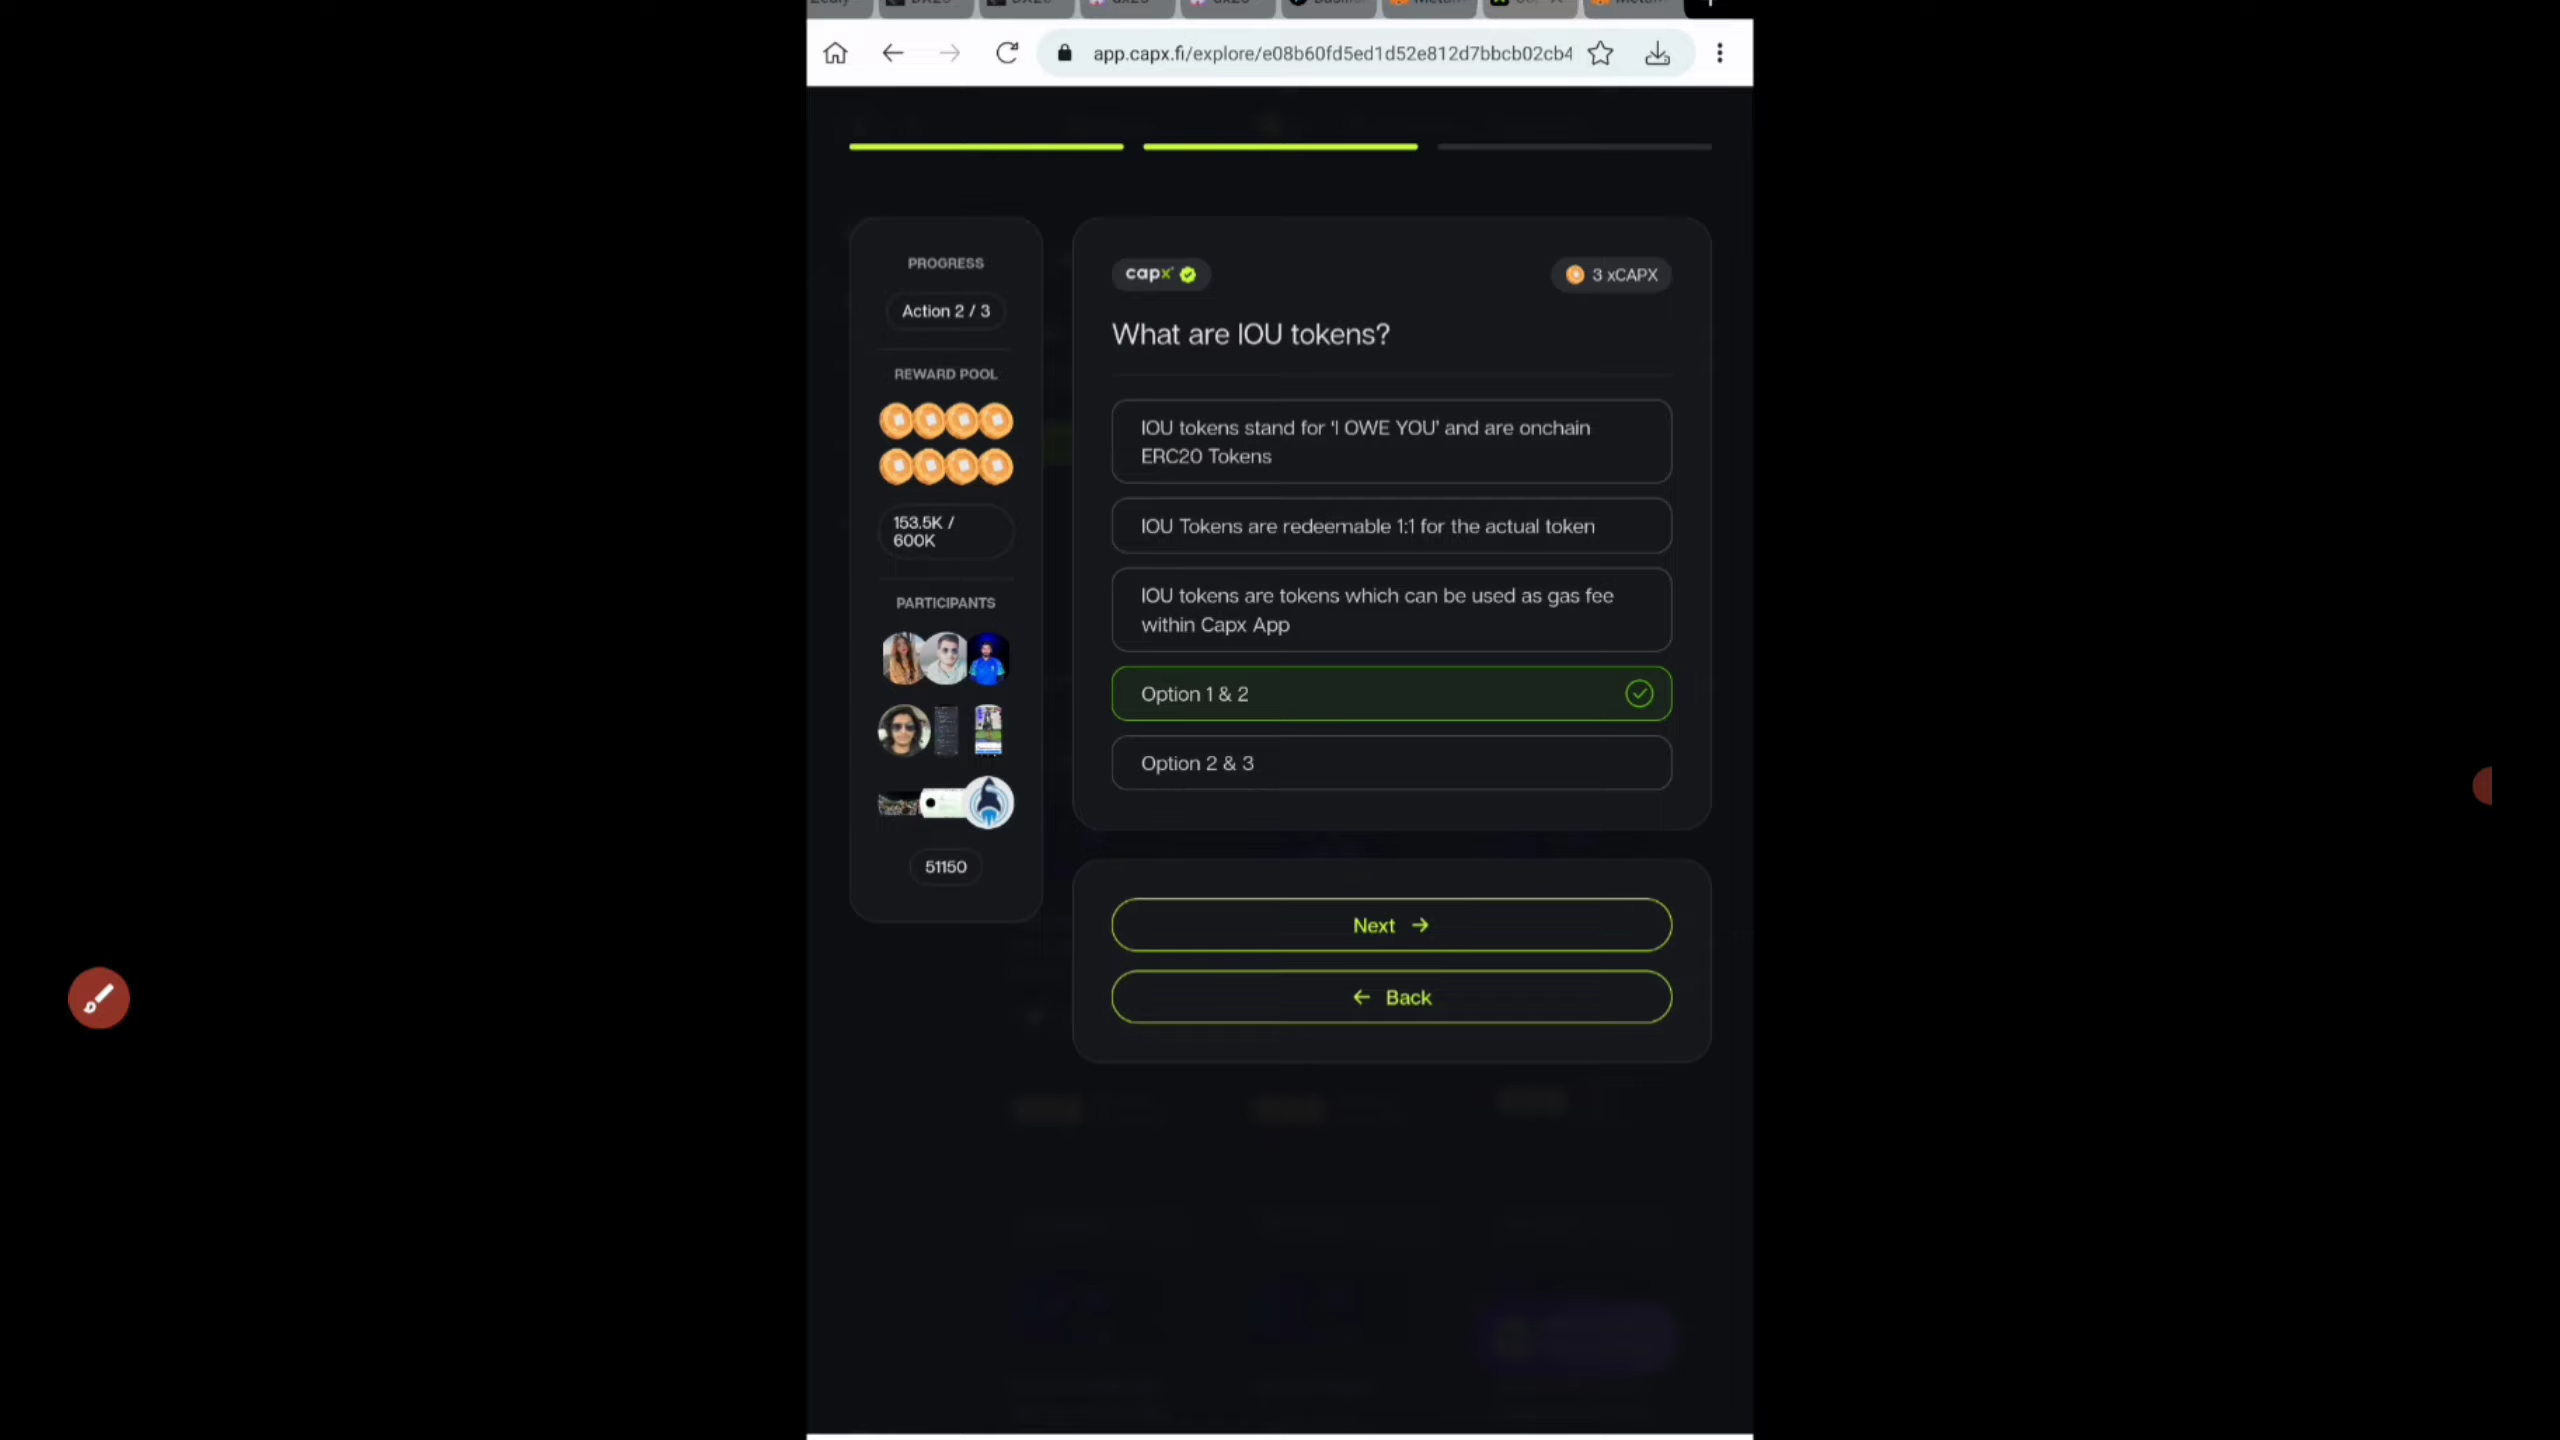 app.capx.fi/explore/e08b60fd5ed1d52e812d7bbcb02cb4
PROGRESS
Action 2 / 3
REWARD POOL
153.5K /
600K
PARTICIPANTS
51150
capx
3 xCAPX
What are IOU tokens?
IOU tokens stand for 'I OWE YOU' and are onchain
ERC20 Tokens
IOU Tokens are redeemable 1:1 for the actual token
IOU tokens are tokens which can be used as gas fee
within Capx App
Option 1 & 2
Option 2 & 3
Next →
← Back